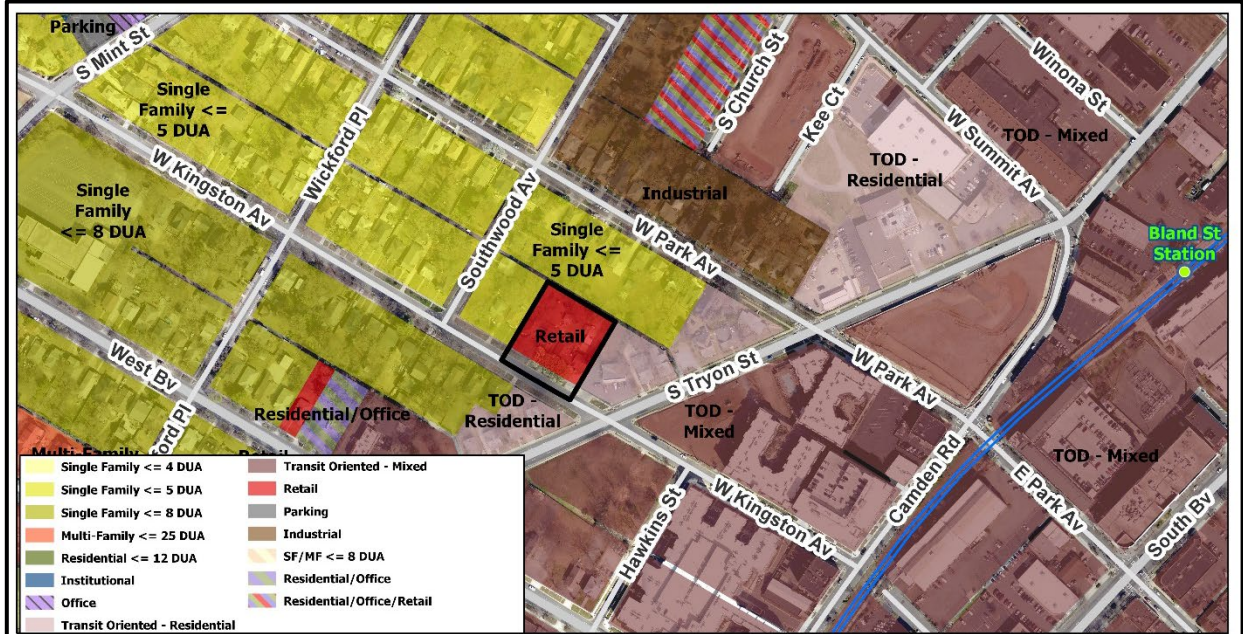 Parking
S Mint St
Single
Family
<= 5 DUA
Wickford Pl
W Kingston Av
Single
Family
<= 8 DUA
Southwood Av
Single
Family <=
5 DUA
W Park Av
Industrial
S Church St
Kee Ct
TOD -
Residential
W Summit Av
Winona St
TOD - Mixed
Bland St
Station
Retail
S Tryon St
West Bv
Residential/Office
TOD -
Residential
TOD -
Mixed
W Park Av
Camden Rd
TOD - Mixed
E Park Av
South Bv
W Kingston Av
Hawkins St
Multi-Family
Single Family <= 4 DUA
Single Family <= 5 DUA
Single Family <= 8 DUA
Multi-Family <= 25 DUA
Residential <= 12 DUA
Institutional
Office
Transit Oriented - Residential
Transit Oriented - Mixed
Retail
Parking
Industrial
SF/MF <= 8 DUA
Residential/Office
Residential/Office/Retail